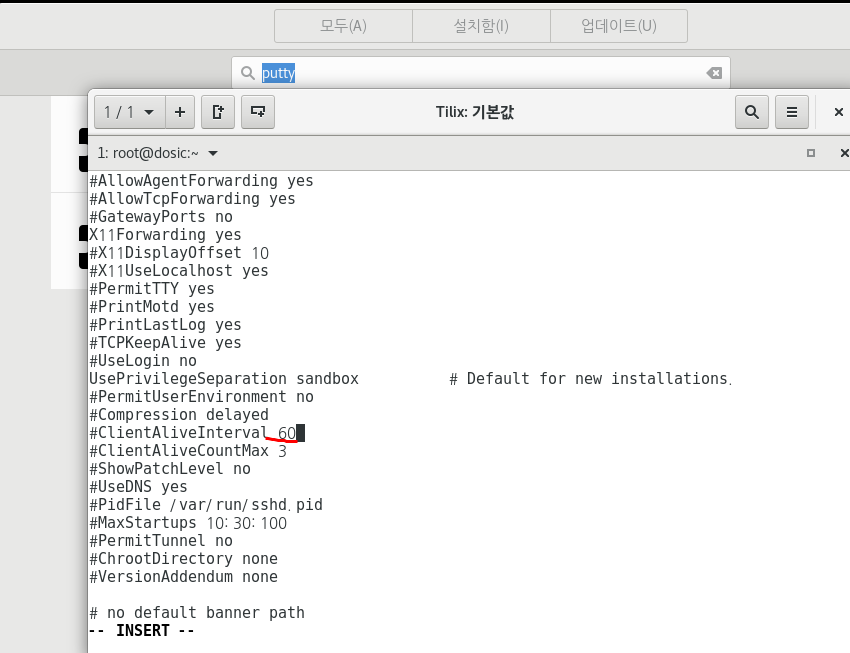 모두(A) 설치함(I) 업데이트(U)
putty
1 / 1 Tilix: 기본값
1: root@dosic:~
#AllowAgentForwarding yes
#AllowTcpForwarding yes
#GatewayPorts no
X11Forwarding yes
#X11DisplayOffset 10
#X11UseLocalhost yes
#PermitTTY yes
#PrintMotd yes
#PrintLastLog yes
#TCPKeepAlive yes
#UseLogin no
UsePrivilegeSeparation sandbox          # Default for new installations.
#PermitUserEnvironment no
#Compression delayed
#ClientAliveInterval 60
#ClientAliveCountMax 3
#ShowPatchLevel no
#UseDNS yes
#PidFile /var/run/sshd.pid
#MaxStartups 10:30:100
#PermitTunnel no
#ChrootDirectory none
#VersionAddendum none
# no default banner path
-- INSERT --